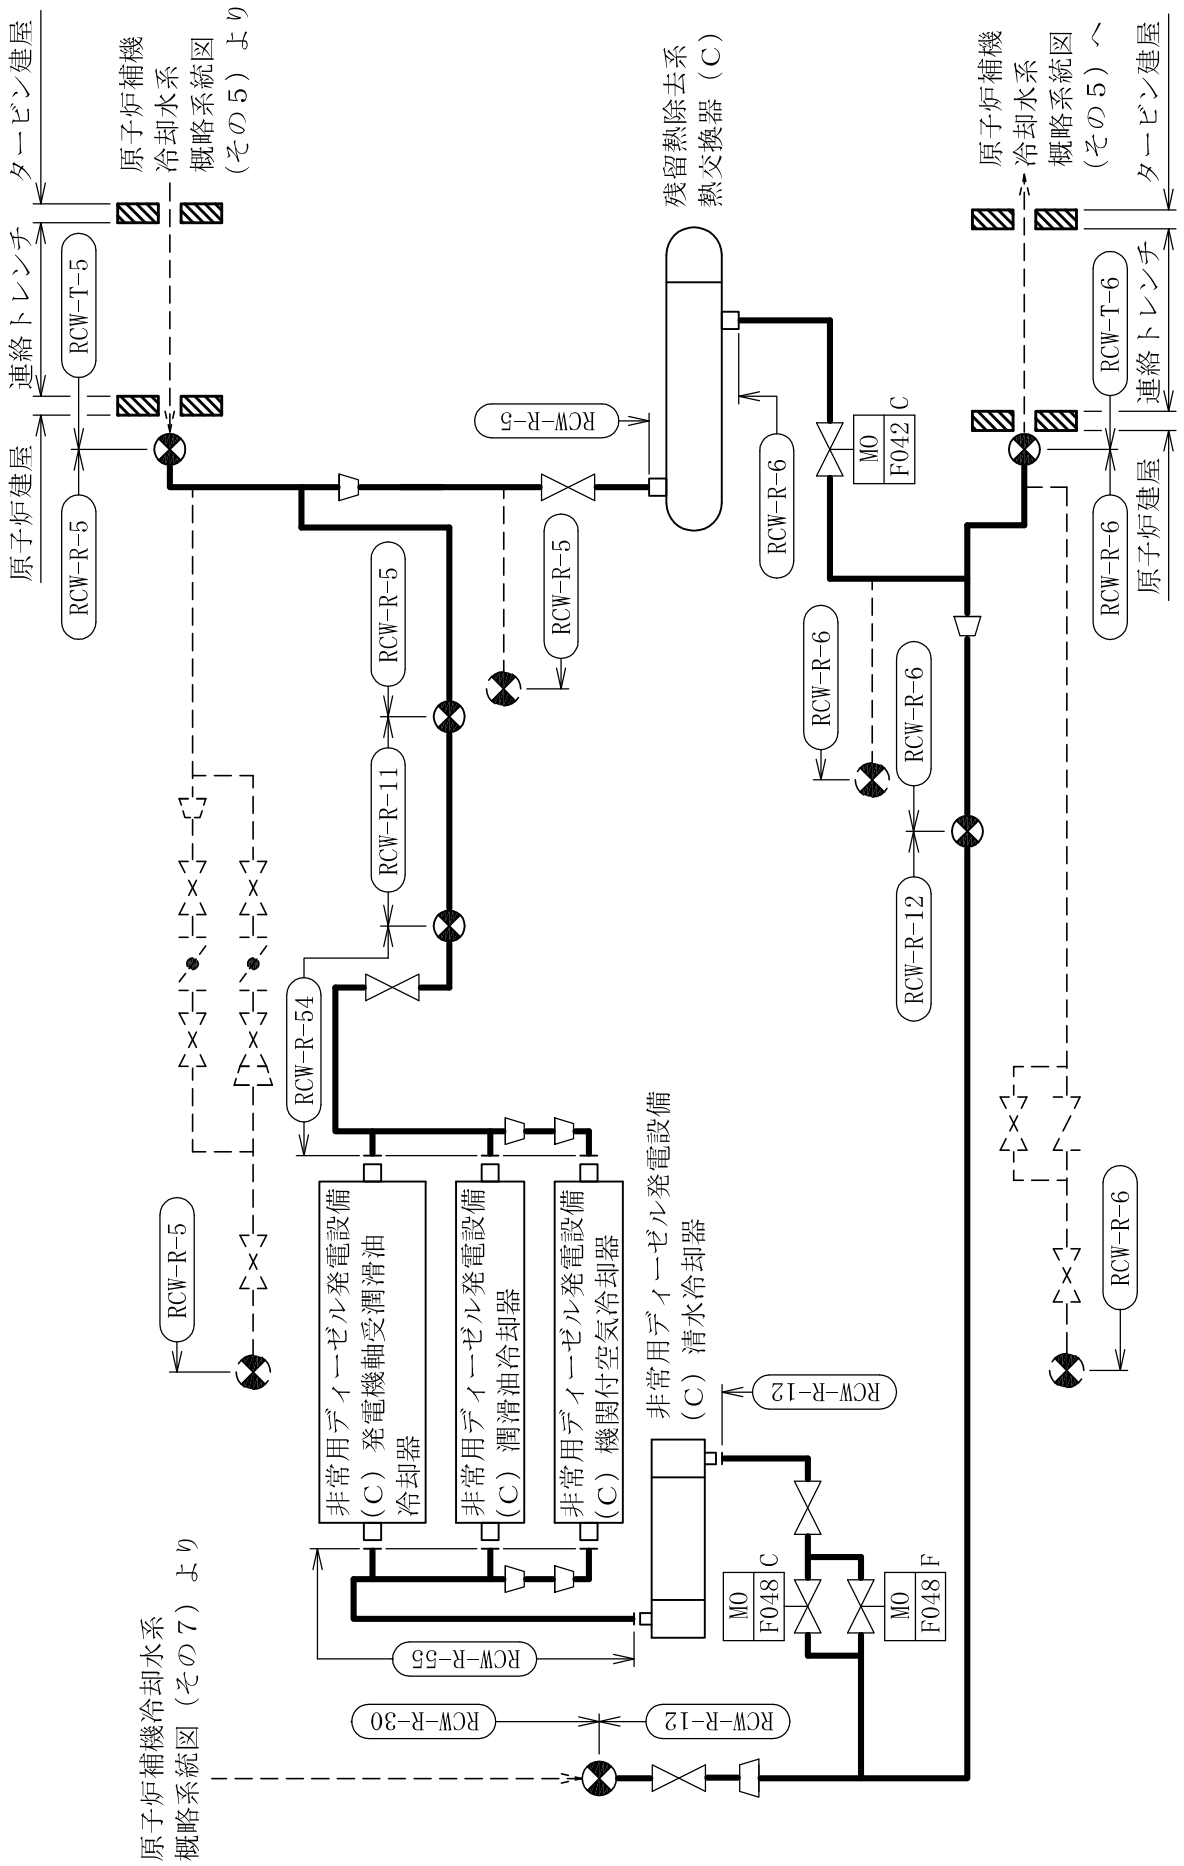 原子炉補機冷却水系
概略系統図（その７）より
RCW-R-30
RCW-R-12
RCW-R-55
非常用ディーゼル発電設備
（C）発電機軸受潤滑油
冷却器
非常用ディーゼル発電設備
（C）潤滑油冷却器
非常用ディーゼル発電設備
（C）機関付空気冷却器
非常用ディーゼル発電設備
（C）清水冷却器
RCW-R-12
MO
F048
C
MO
F048
F
RCW-R-5
RCW-R-54
RCW-R-11
RCW-R-5
RCW-R-5
RCW-R-5
残留熱除去系
熱交換器（C）
RCW-R-6
MO
F042
C
RCW-R-6
RCW-R-12
RCW-R-6
RCW-R-6
原子炉建屋
連絡トレンチ
タービン建屋
RCW-R-5
RCW-T-5
原子炉補機
冷却水系
概略系統図
（その５）より
原子炉補機
冷却水系
概略系統図
（その５）へ
RCW-R-6
RCW-T-6
原子炉建屋
連絡トレンチ
タービン建屋